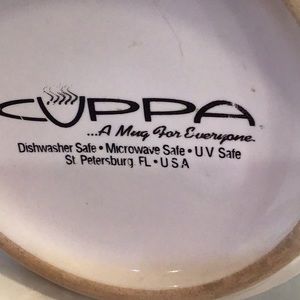 CUPPA
...A Mug For Everyone.
Dishwasher Safe • Microwave Safe • UV Safe
St. Petersburg, FL • USA